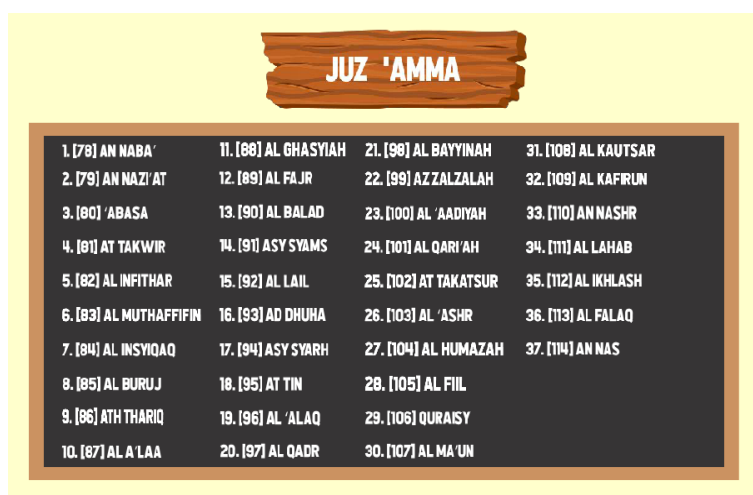 JUZ 'AMMA
1. [78] AN NABA'
2. [79] AN NAZI'AT
3. [80] 'ABASA
4. [81] AT TAKWIR
5. [82] AL INFITHAR
6. [83] AL MUTHAFFIFIN
7. [84] AL INSYIQAQ
8. [85] AL BURUJ
9. [86] ATH THARIQ
10. [87] AL A'LAA
11. [88] AL GHASYIAH
12. [89] AL FAJR
13. [90] AL BALAD
14. [91] ASY SYAMS
15. [92] AL LAIL
16. [93] AD DHUHA
17. [94] ASY SYARH
18. [95] AT TIN
19. [96] AL 'ALAQ
20. [97] AL QADR
21. [98] AL BAYYINAH
22. [99] AZ ZALZALAH
23. [100] AL 'AADIYAH
24. [101] AL QARI'AH
25. [102] AT TAKATSUR
26. [103] AL 'ASHR
27. [104] AL HUMAZAH
28. [105] AL FIIL
29. [106] QURAISY
30. [107] AL MA'UN
31. [108] AL KAUTSAR
32. [109] AL KAFIRUN
33. [110] AN NASHR
34. [111] AL LAHAB
35. [112] AL IKHLASH
36. [113] AL FALAQ
37. [114] AN NAS